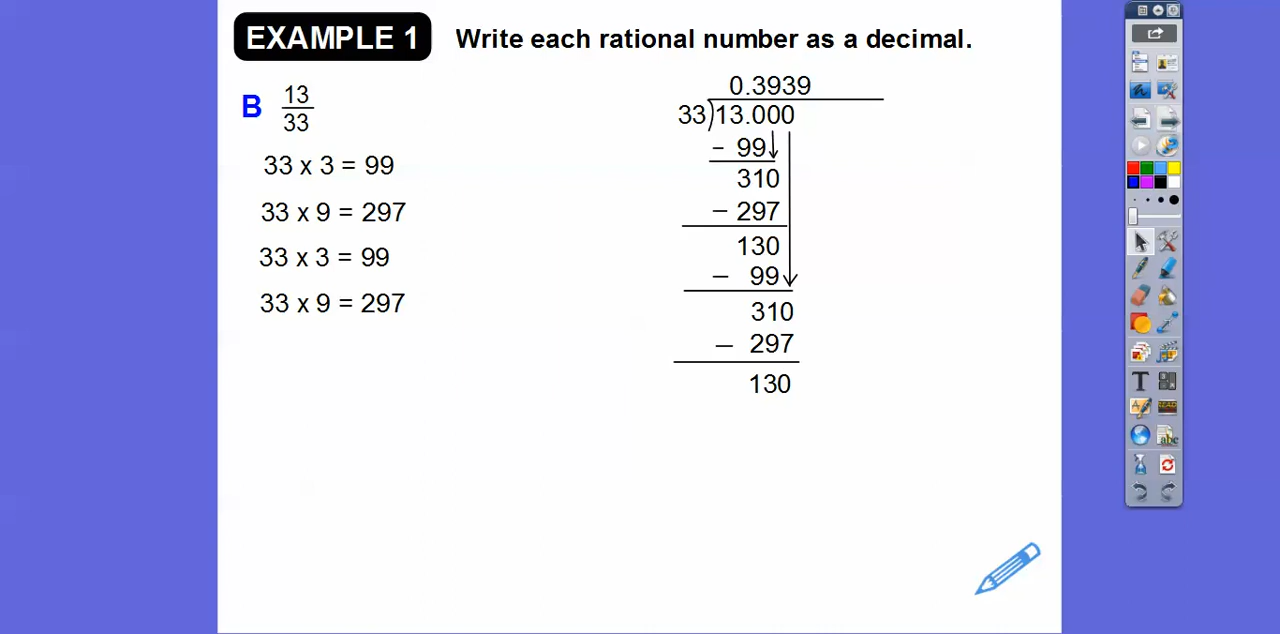 EXAMPLE 1 Write each rational number as a decimal.
B 13/33
33 x 3 = 99
33 x 9 = 297
33 x 3 = 99
33 x 9 = 297
0.3939
33)13.000
− 99
310
− 297
130
− 99
310
− 297
130